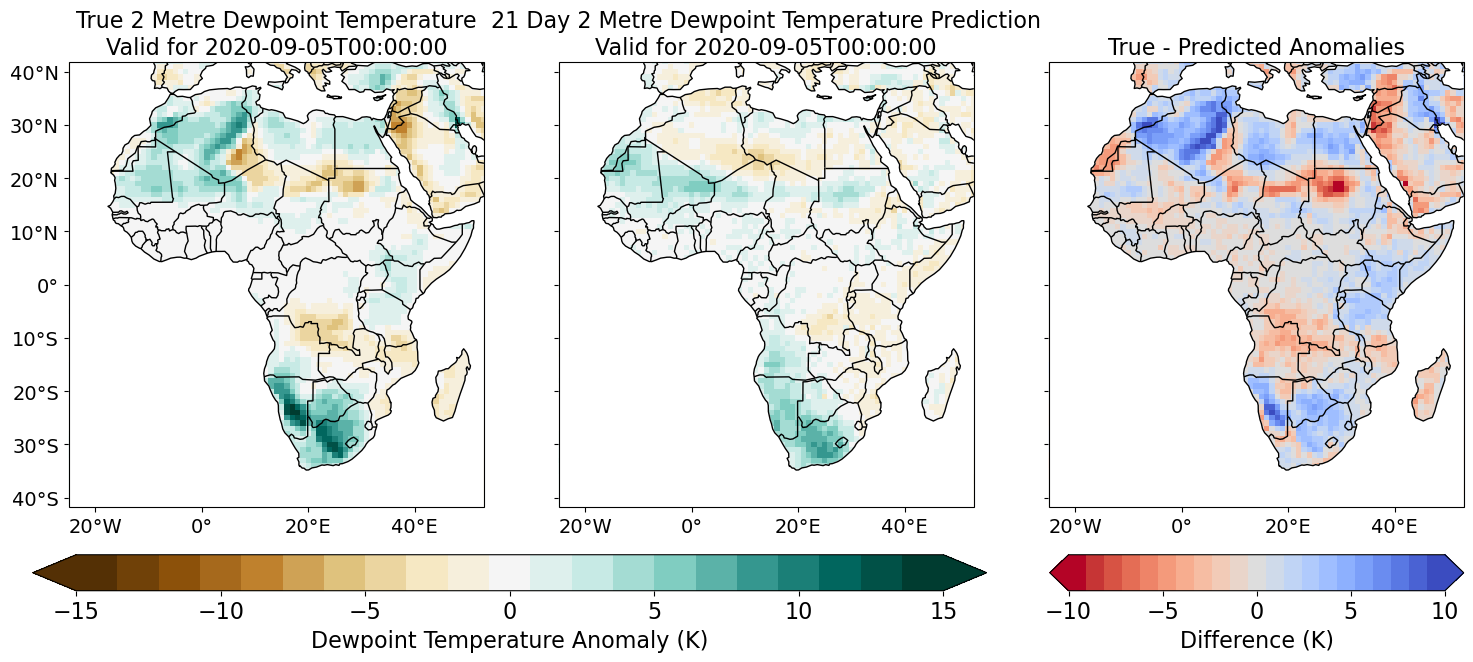 True 2 Metre Dewpoint Temperature
Valid for 2020-09-05T00:00:00
21 Day 2 Metre Dewpoint Temperature Prediction
Valid for 2020-09-05T00:00:00
True - Predicted Anomalies
40°N
30°N
20°N
10°N
0°
10°S
20°S
30°S
40°S
20°W 0° 20°E 40°E
20°W 0° 20°E 40°E
20°W 0° 20°E 40°E
−15 −10 −5 0 5 10 15
Dewpoint Temperature Anomaly (K)
−10 −5 0 5 10
Difference (K)